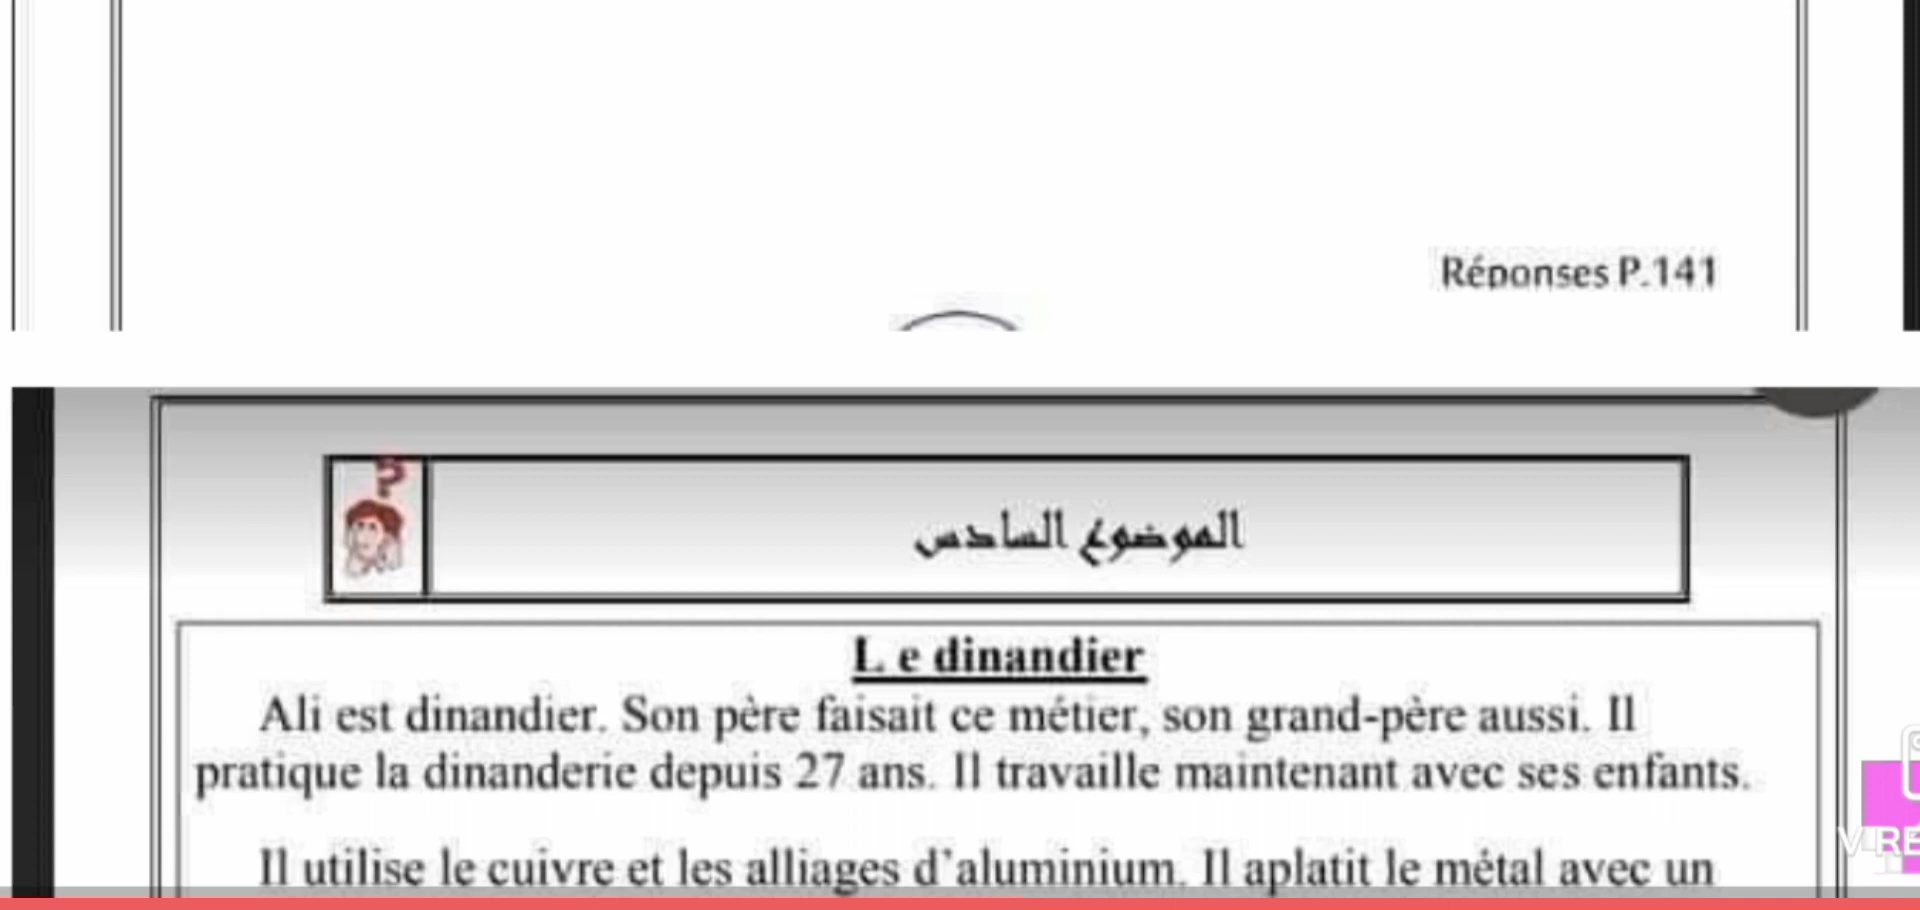 Réponses P.141
الموضوع السادس
L e dinandier
Ali est dinandier. Son père faisait ce métier, son grand-père aussi. Il
pratique la dinanderie depuis 27 ans. Il travaille maintenant avec ses enfants.
Il utilise le cuivre et les alliages d'aluminium. Il aplatit le métal avec un